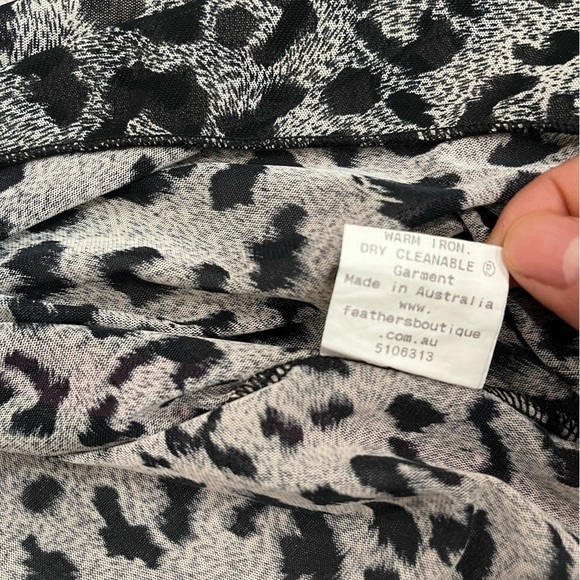 WARM IRON.
DRY CLEANABLE Ⓟ
Garment
Made in Australia
www.
feathersboutique
.com.au
5106313